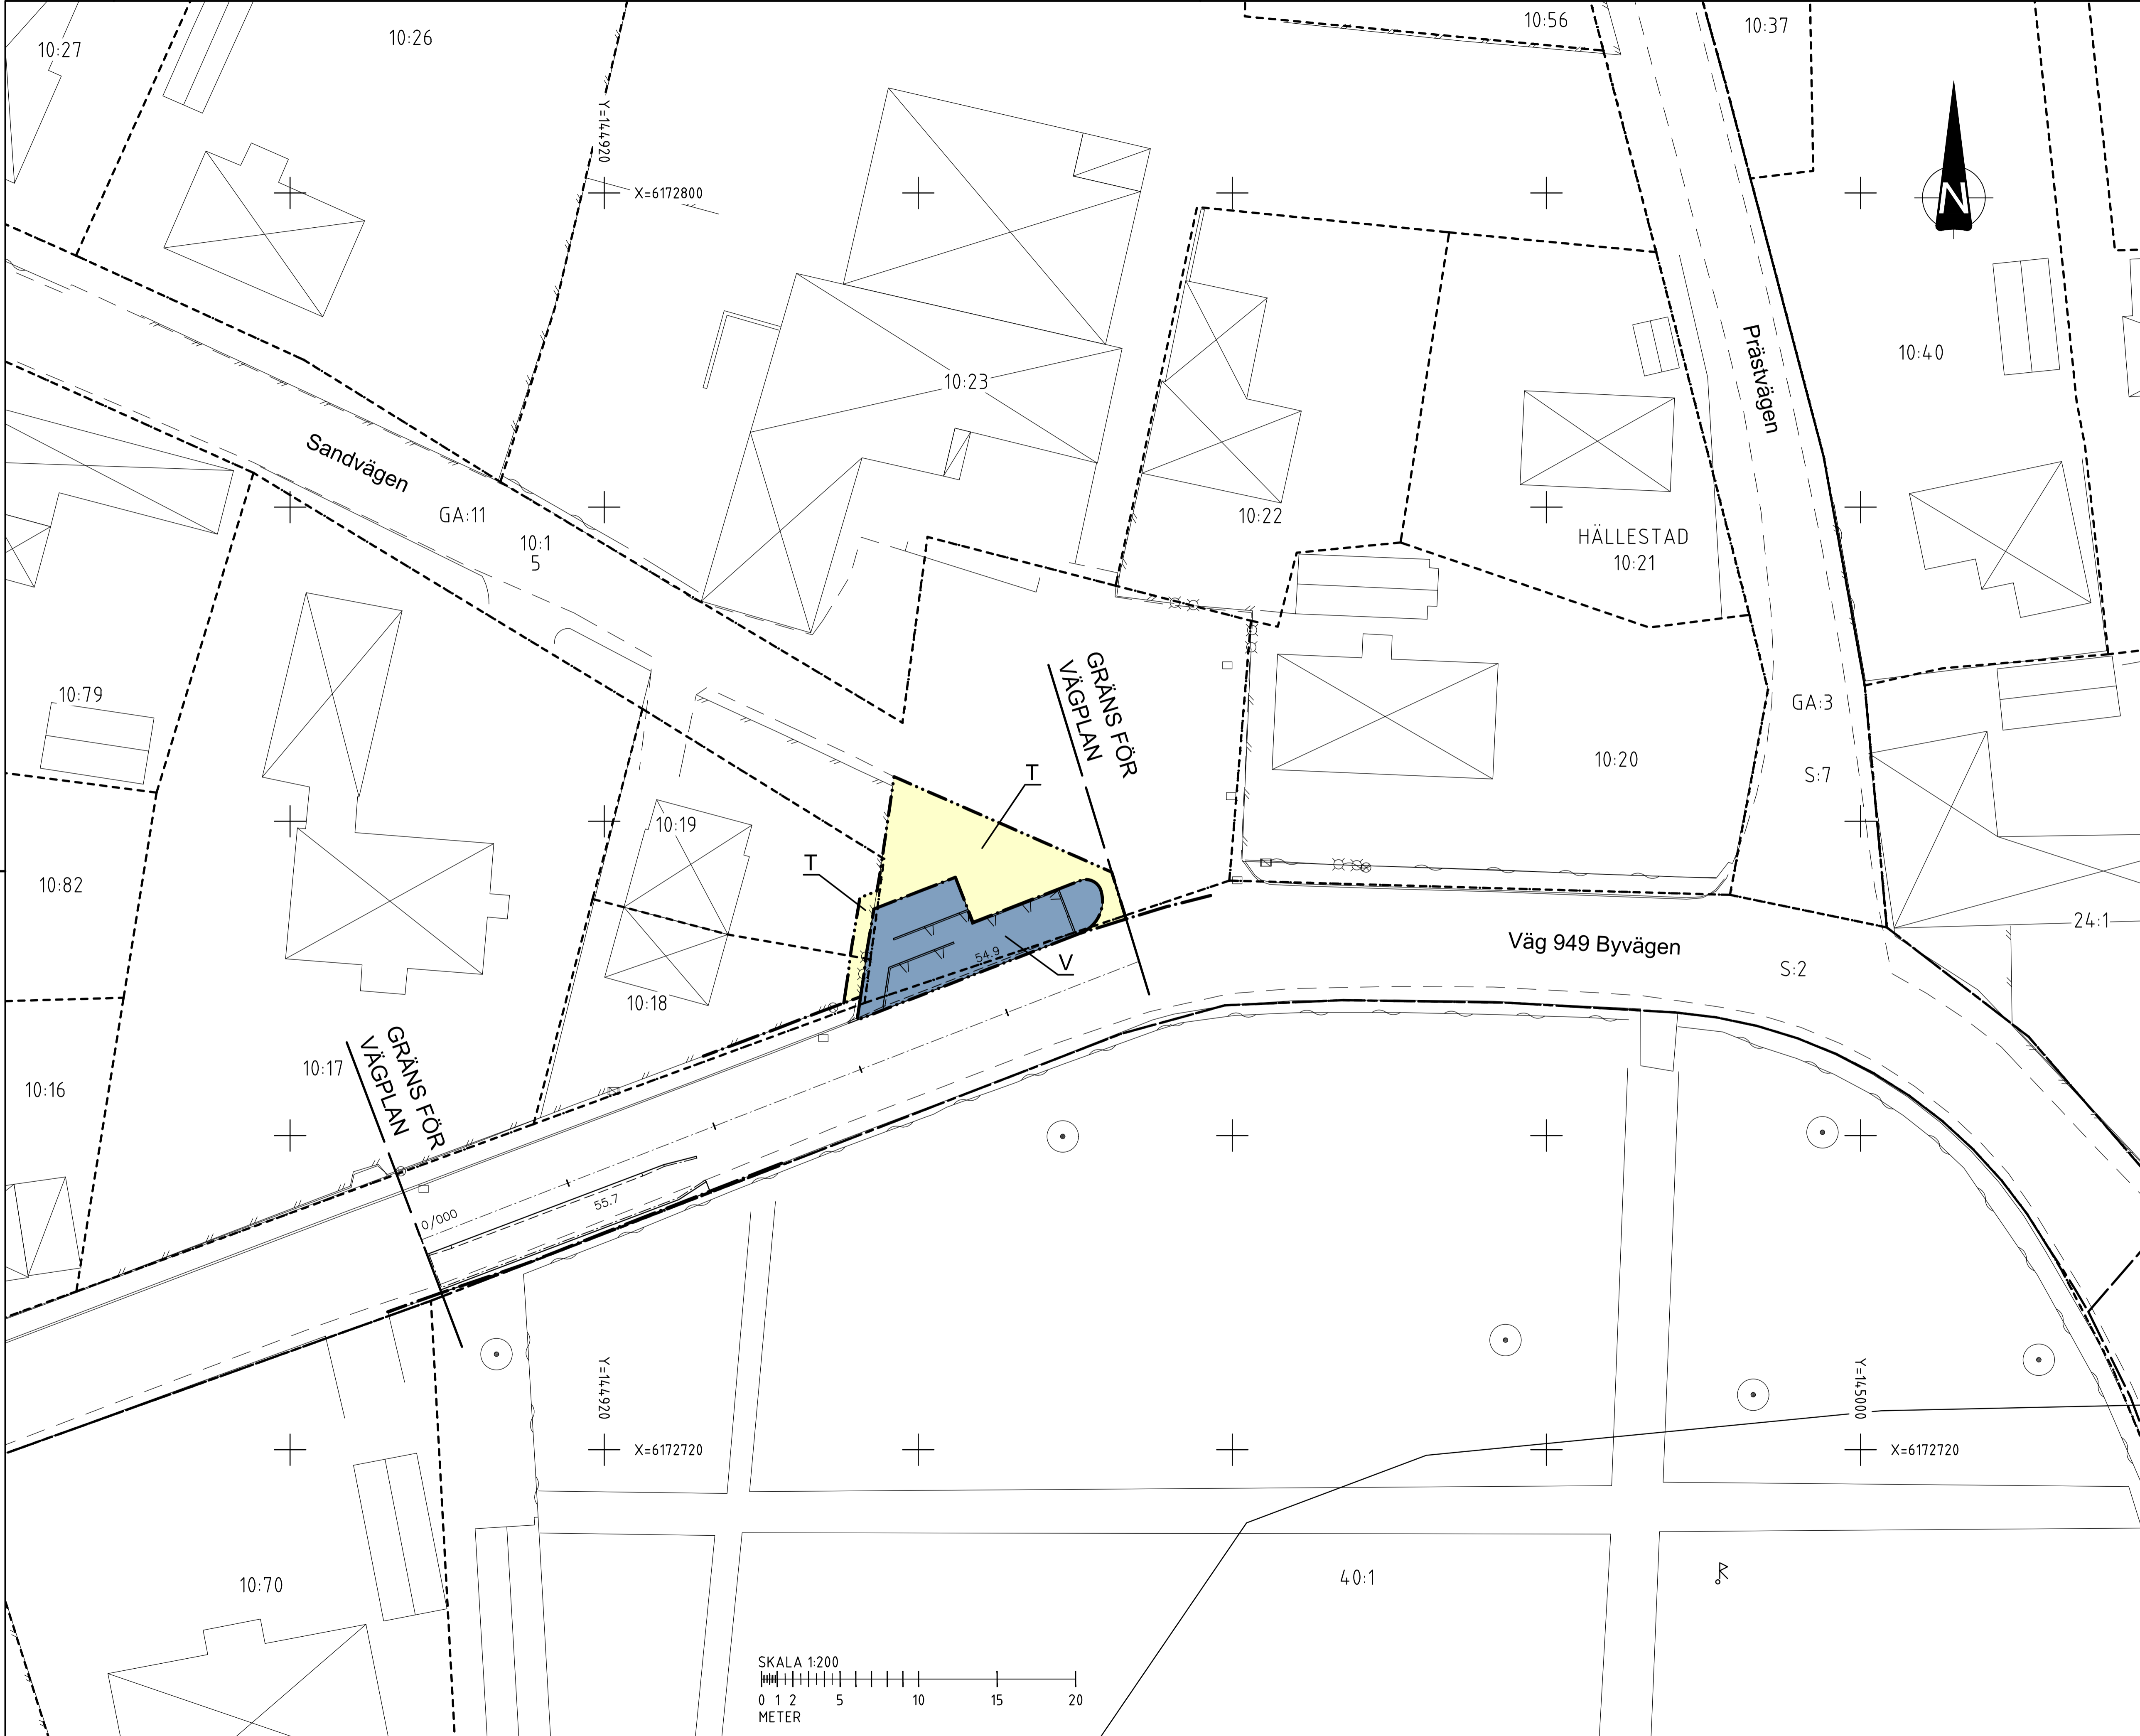 10:27
10:26
10:56
10:37
Y=144920
X=6172800
N
Prästvägen
10:40
10:23
Sandvägen
GA:11
10:1
5
10:22
HÄLLESTAD
10:21
10:79
GRÄNS FÖR
VÄGPLAN
GA:3
10:20
S:7
T
10:19
T
10:82
24:1
Väg 949 Byvägen
54.9
V
S:2
10:18
GRÄNS FÖR
VÄGPLAN
10:17
10:16
55.7
0/000
Y=144920
Y=145000
X=6172720
X=6172720
10:70
40:1
R
SKALA 1:200
0 1 2 5 10 15 20
METER